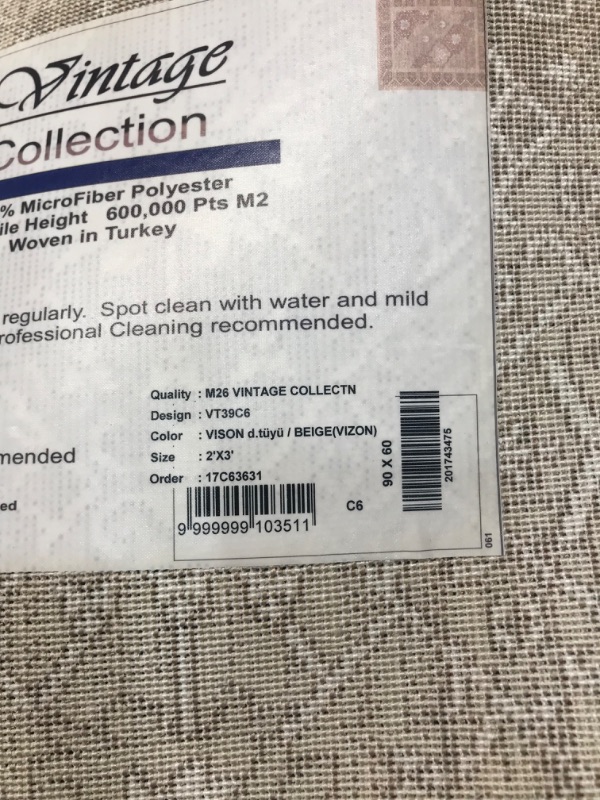 Vintage
Collection
% MicroFiber Polyester
ile Height 600,000 Pts M2
Woven in Turkey
regularly. Spot clean with water and mild
rofessional Cleaning recommended.
mended
ed
Quality : M26 VINTAGE COLLECTN
Design : VT39C6
Color : VISON d.tüyü / BEIGE(VIZON)
Size : 2'X3'
Order : 17C63631
9 999999 103511
C6
90 X 60
201743475
061